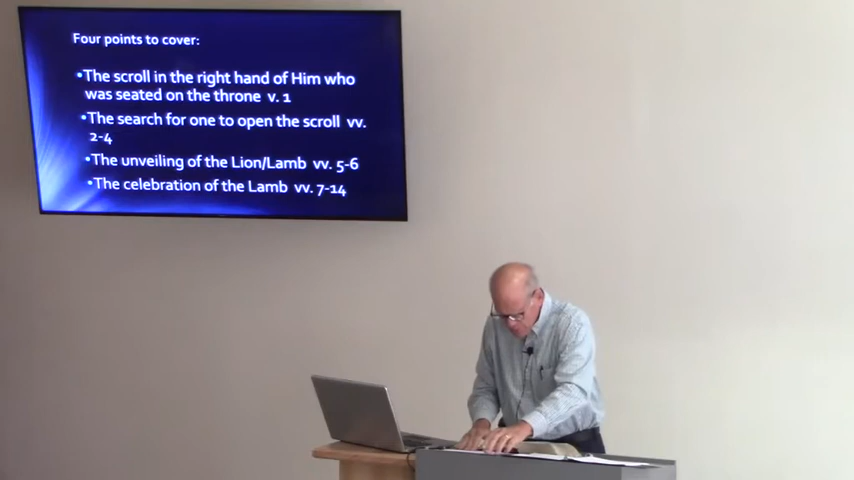 Four points to cover:
•The scroll in the right hand of Him who
was seated on the throne v. 1
•The search for one to open the scroll vv.
2-4
•The unveiling of the Lion/Lamb vv. 5-6
•The celebration of the Lamb vv. 7-14